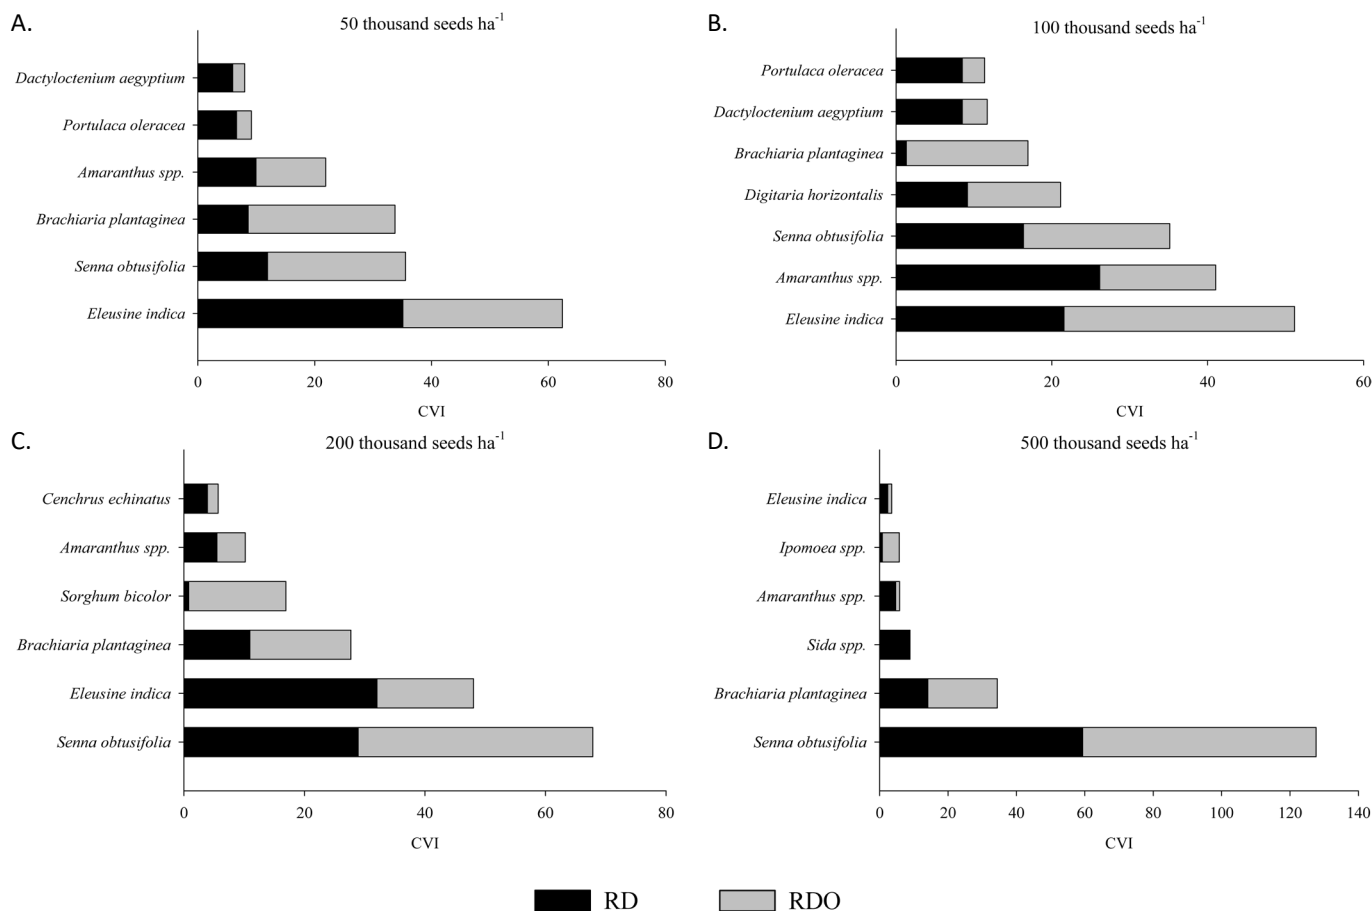 A.
50 thousand seeds ha-1
Dactyloctenium aegyptium
Portulaca oleracea
Amaranthus spp.
Brachiaria plantaginea
Senna obtusifolia
Eleusine indica
0 20 40 60 80
CVI
B.
100 thousand seeds ha-1
Portulaca oleracea
Dactyloctenium aegyptium
Brachiaria plantaginea
Digitaria horizontalis
Senna obtusifolia
Amaranthus spp.
Eleusine indica
0 20 40 60
CVI
C.
200 thousand seeds ha-1
Cenchrus echinatus
Amaranthus spp.
Sorghum bicolor
Brachiaria plantaginea
Eleusine indica
Senna obtusifolia
0 20 40 60 80
CVI
D.
500 thousand seeds ha-1
Eleusine indica
Ipomoea spp.
Amaranthus spp.
Sida spp.
Brachiaria plantaginea
Senna obtusifolia
0 20 40 60 80 100 120 140
CVI
RD RDO